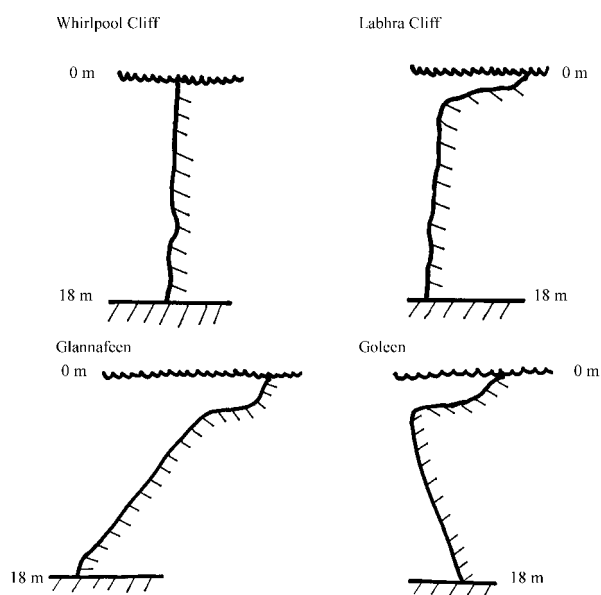 Whirlpool Cliff
Labhra Cliff
0 m
0 m
18 m
18 m
Glannafeen
Goleen
0 m
0 m
18 m
18 m